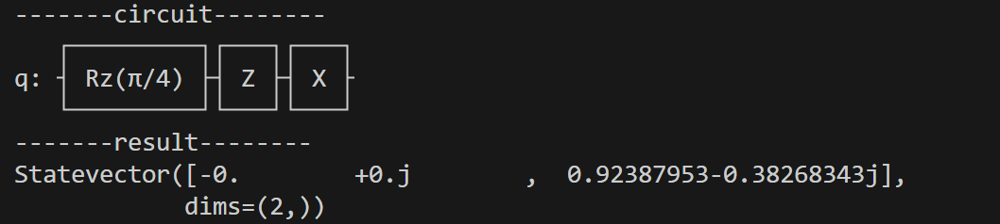 -------circuit--------
q: Rz(π/4) Z X
-------result--------
Statevector([-0.        +0.j        ,  0.92387953-0.38268343j],
            dims=(2,))